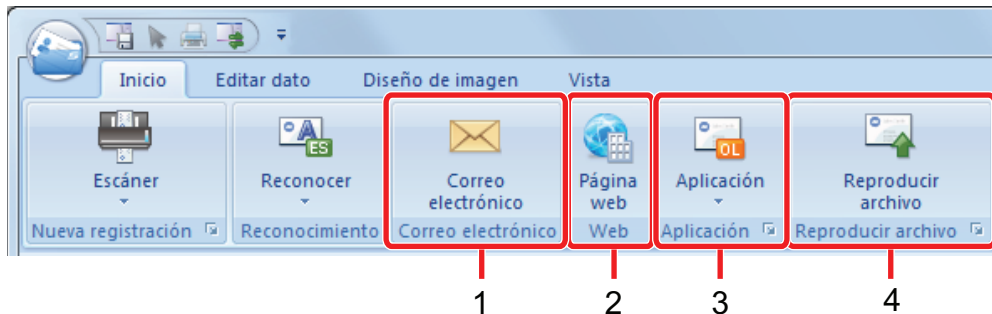 Inicio Editar dato Diseño de imagen Vista
ES OL
Escáner Reconocer Correo electrónico Página web Aplicación Reproducir archivo
Nueva registración Reconocimiento Correo electrónico Web Aplicación Reproducir archivo
1 2 3 4